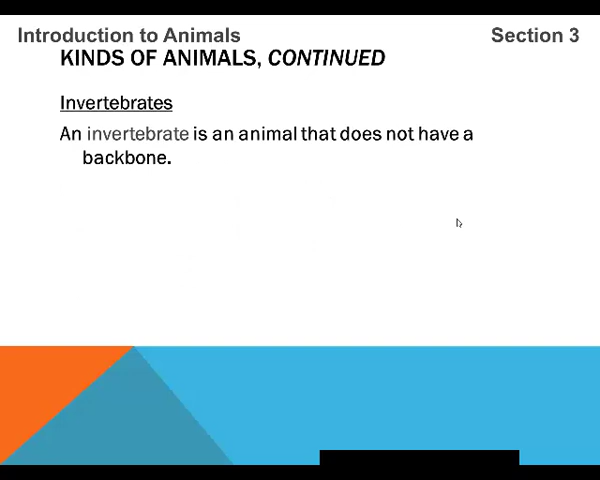 Introduction to Animals
Section 3
KINDS OF ANIMALS, CONTINUED
Invertebrates
An invertebrate is an animal that does not have a
backbone.